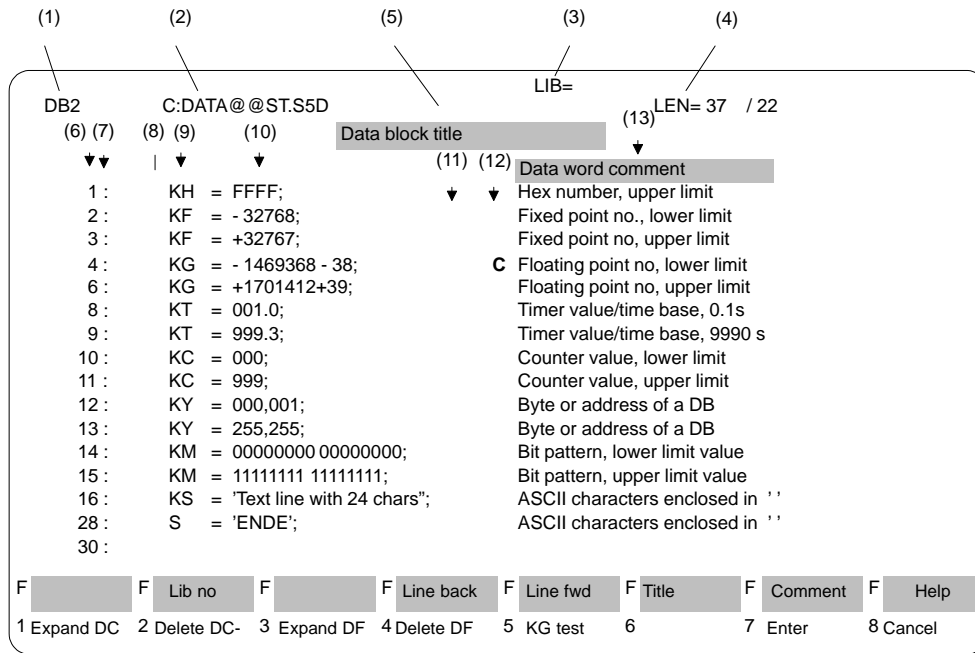 (1) (2) (5) (3) (4)
LIB=
DB2 C:DATA@@ST.S5D LEN= 37 / 22
(6) (7) (8) (9) (10) Data block title (13)
(11) (12) Data word comment
1 : KH = FFFF; Hex number, upper limit
2 : KF = - 32768; Fixed point no., lower limit
3 : KF = +32767; Fixed point no, upper limit
4 : KG = - 1469368 - 38; C Floating point no, lower limit
6 : KG = +1701412+39; Floating point no, upper limit
8 : KT = 001.0; Timer value/time base, 0.1s
9 : KT = 999.3; Timer value/time base, 9990 s
10 : KC = 000; Counter value, lower limit
11 : KC = 999; Counter value, upper limit
12 : KY = 000,001; Byte or address of a DB
13 : KY = 255,255; Byte or address of a DB
14 : KM = 00000000 00000000; Bit pattern, lower limit value
15 : KM = 11111111 11111111; Bit pattern, upper limit value
16 : KS = 'Text line with 24 chars''; ASCII characters enclosed in ' '
28 : S = 'ENDE'; ASCII characters enclosed in ' '
30 :
F F Lib no F F Line back F Line fwd F Title F Comment F Help
1 Expand DC 2 Delete DC- 3 Expand DF 4 Delete DF 5 KG test 6 7 Enter 8 Cancel